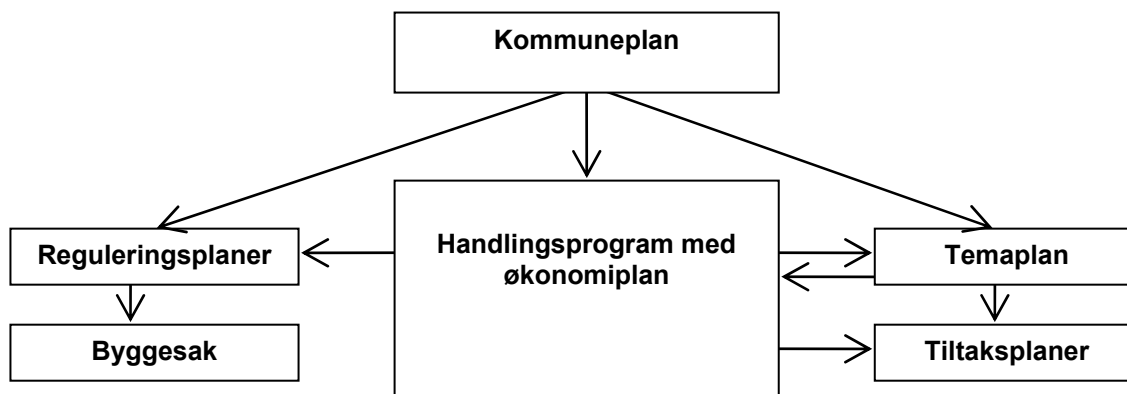 Kommuneplan
Handlingsprogram med
økonomiplan
Reguleringsplaner
Temaplan
Byggesak
Tiltaksplaner